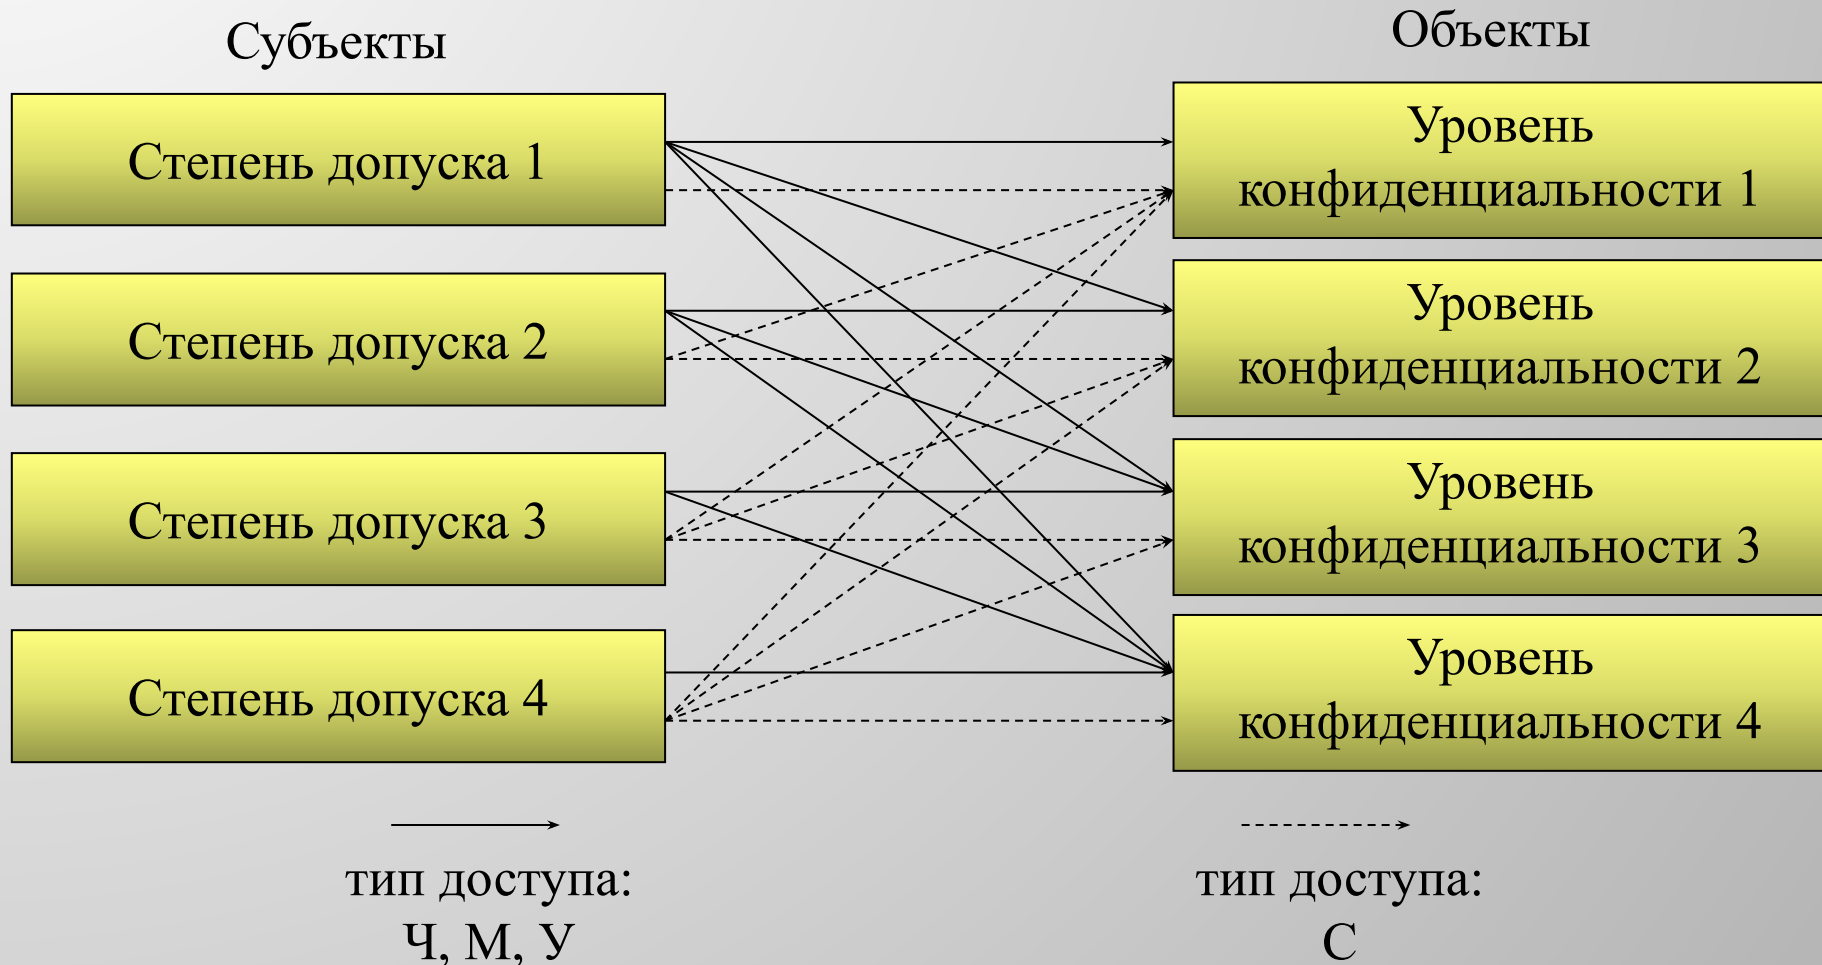 Субъекты
Объекты
Степень допуска 1
Уровень
конфиденциальности 1
Степень допуска 2
Уровень
конфиденциальности 2
Степень допуска 3
Уровень
конфиденциальности 3
Степень допуска 4
Уровень
конфиденциальности 4
тип доступа:
Ч, М, У
тип доступа:
С